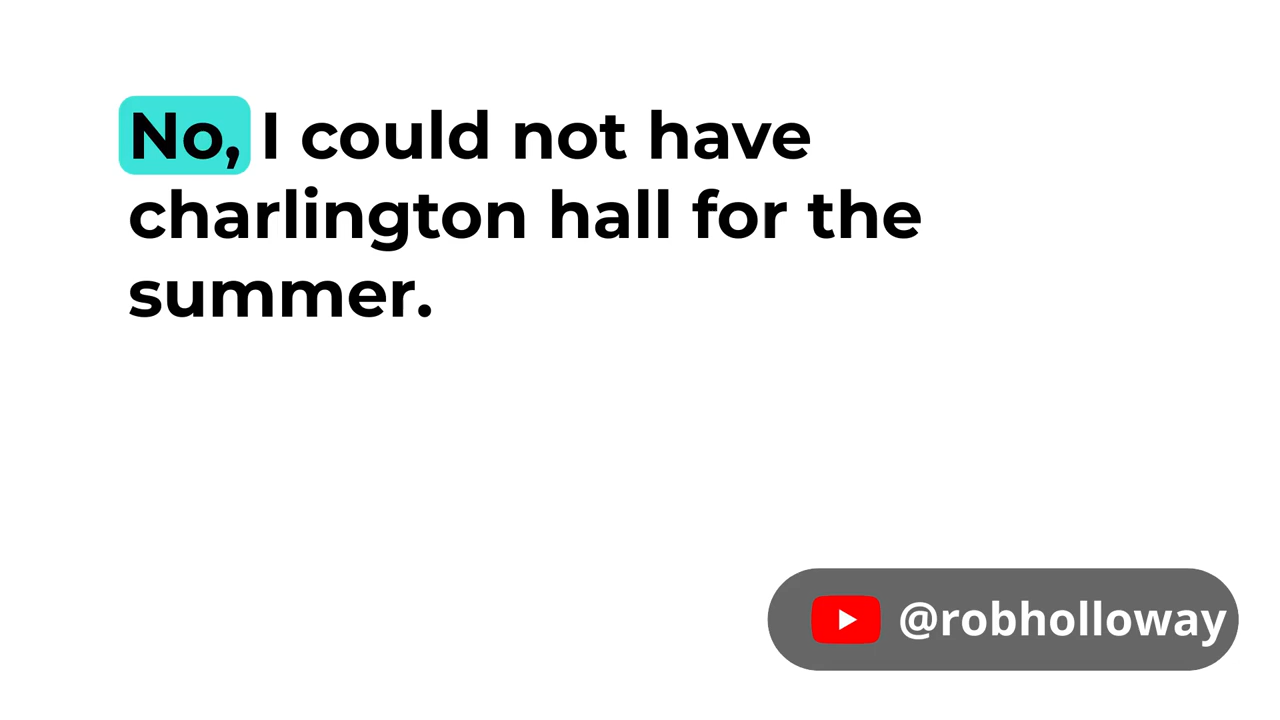 No, I could not have
charlington hall for the
summer.
@robholloway